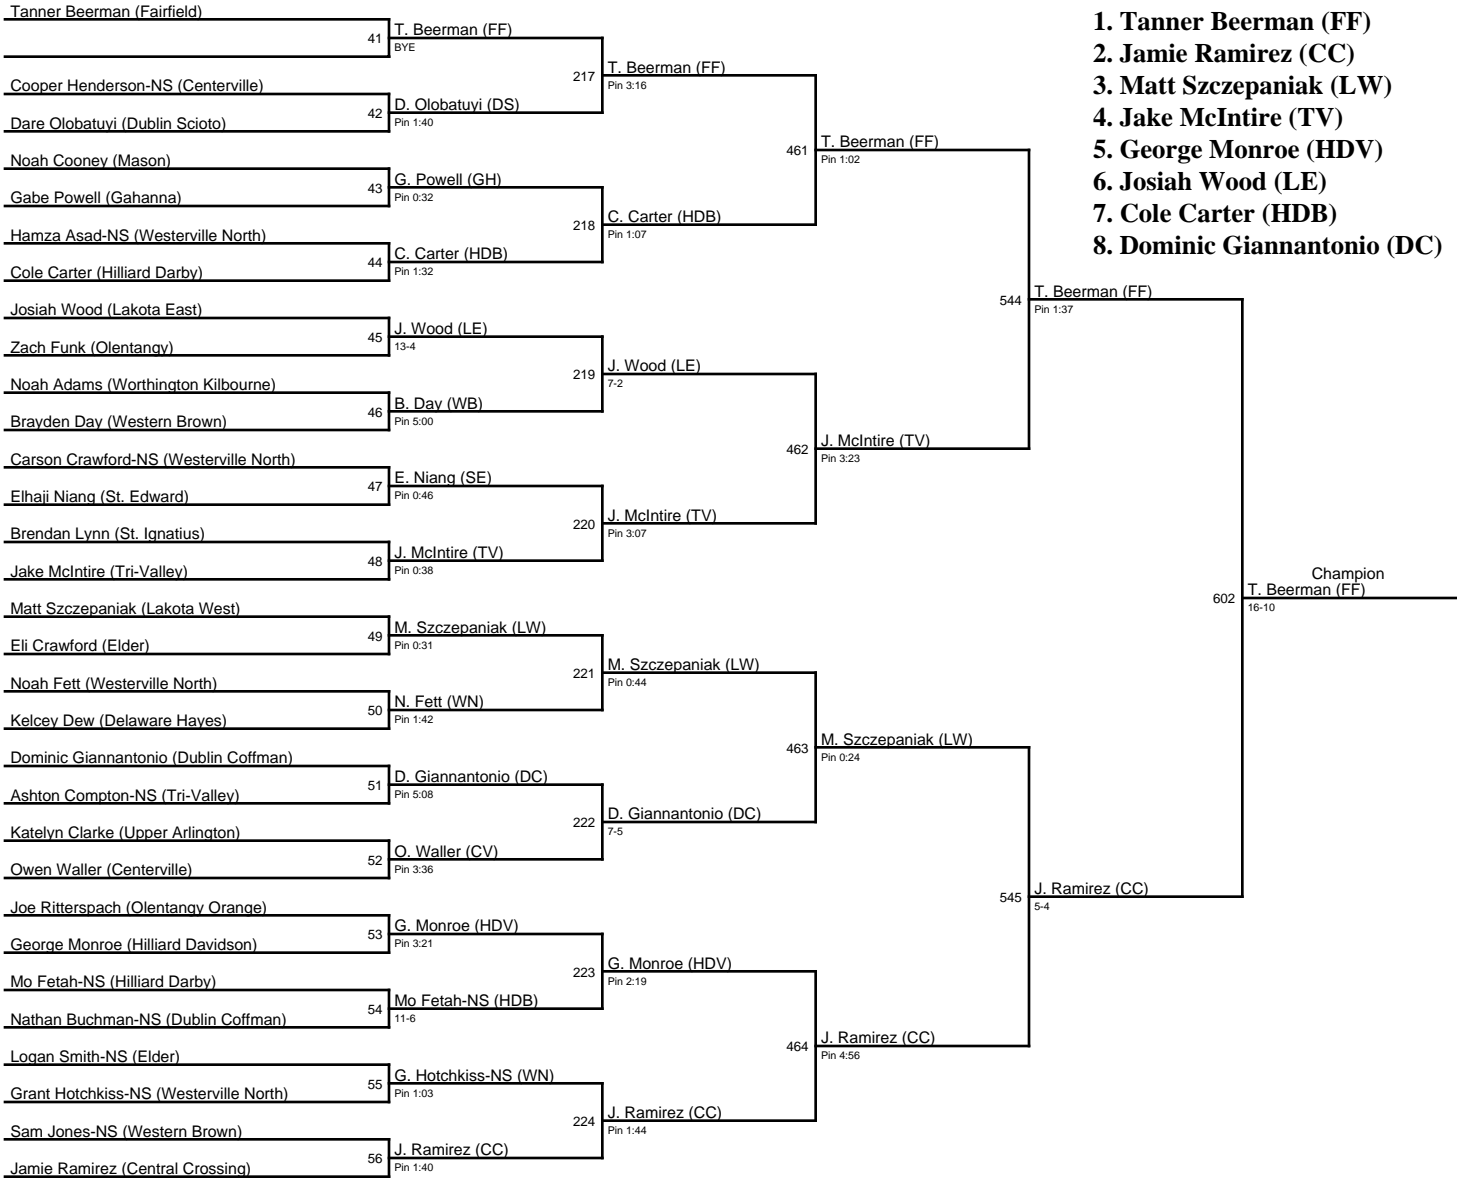 Tanner Beerman (Fairfield)
41
T. Beerman (FF)
BYE
Cooper Henderson-NS (Centerville)
42
D. Olobatuyi (DS)
Pin 1:40
Dare Olobatuyi (Dublin Scioto)
217
T. Beerman (FF)
Pin 3:16
Noah Cooney (Mason)
43
G. Powell (GH)
Pin 0:32
Gabe Powell (Gahanna)
Hamza Asad-NS (Westerville North)
44
C. Carter (HDB)
Pin 1:32
Cole Carter (Hilliard Darby)
218
C. Carter (HDB)
Pin 1:07
461
T. Beerman (FF)
Pin 1:02
Josiah Wood (Lakota East)
45
J. Wood (LE)
13-4
Zach Funk (Olentangy)
Noah Adams (Worthington Kilbourne)
46
B. Day (WB)
Pin 5:00
Brayden Day (Western Brown)
219
J. Wood (LE)
7-2
Carson Crawford-NS (Westerville North)
47
E. Niang (SE)
Pin 0:46
Elhaji Niang (St. Edward)
Brendan Lynn (St. Ignatius)
48
J. McIntire (TV)
Pin 0:38
Jake McIntire (Tri-Valley)
220
J. McIntire (TV)
Pin 3:07
462
J. McIntire (TV)
Pin 3:23
544
T. Beerman (FF)
Pin 1:37
Matt Szczepaniak (Lakota West)
49
M. Szczepaniak (LW)
Pin 0:31
Eli Crawford (Elder)
Noah Fett (Westerville North)
50
N. Fett (WN)
Pin 1:42
Kelcey Dew (Delaware Hayes)
221
M. Szczepaniak (LW)
Pin 0:44
Dominic Giannantonio (Dublin Coffman)
51
D. Giannantonio (DC)
Pin 5:08
Ashton Compton-NS (Tri-Valley)
Katelyn Clarke (Upper Arlington)
52
O. Waller (CV)
Pin 3:36
Owen Waller (Centerville)
222
D. Giannantonio (DC)
7-5
463
M. Szczepaniak (LW)
Pin 0:24
Joe Ritterspach (Olentangy Orange)
53
G. Monroe (HDV)
Pin 3:21
George Monroe (Hilliard Davidson)
Mo Fetah-NS (Hilliard Darby)
54
Mo Fetah-NS (HDB)
11-6
Nathan Buchman-NS (Dublin Coffman)
223
G. Monroe (HDV)
Pin 2:19
Logan Smith-NS (Elder)
55
G. Hotchkiss-NS (WN)
Pin 1:03
Grant Hotchkiss-NS (Westerville North)
Sam Jones-NS (Western Brown)
56
J. Ramirez (CC)
Pin 1:40
Jamie Ramirez (Central Crossing)
224
J. Ramirez (CC)
Pin 1:44
464
J. Ramirez (CC)
Pin 4:56
545
J. Ramirez (CC)
5-4
602
Champion
T. Beerman (FF)
16-10
1. Tanner Beerman (FF)
2. Jamie Ramirez (CC)
3. Matt Szczepaniak (LW)
4. Jake McIntire (TV)
5. George Monroe (HDV)
6. Josiah Wood (LE)
7. Cole Carter (HDB)
8. Dominic Giannantonio (DC)